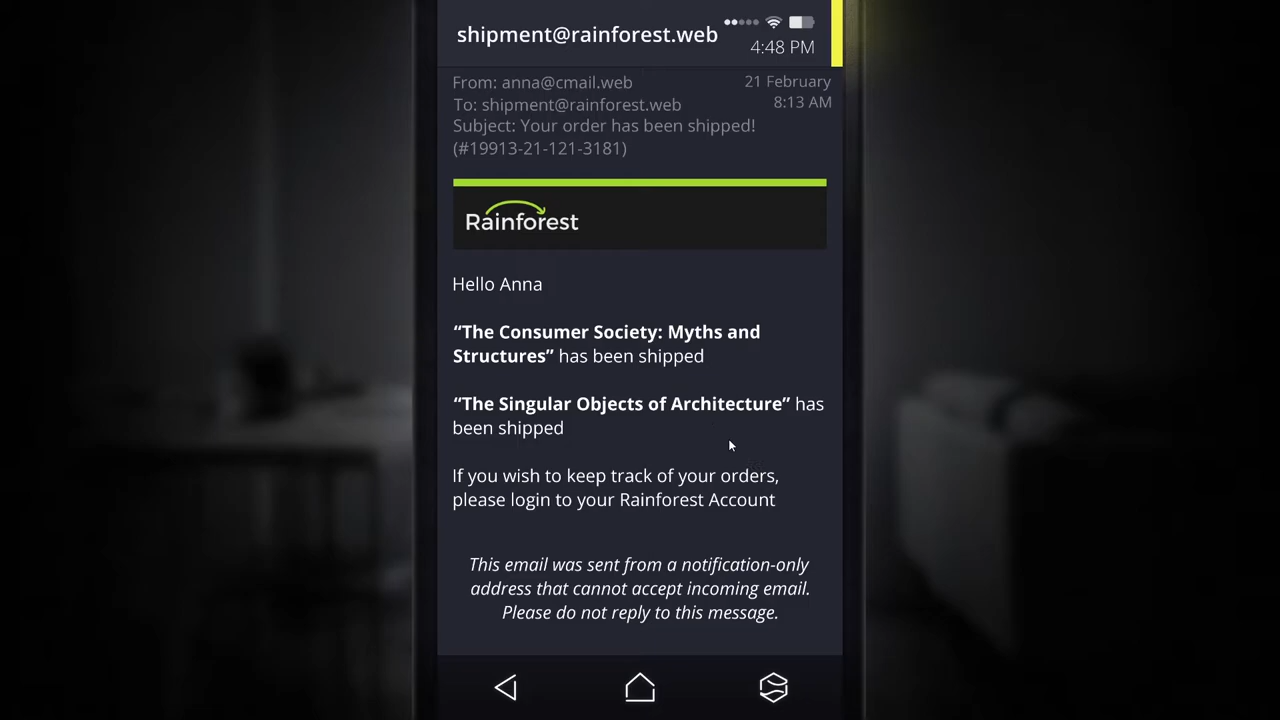 shipment@rainforest.web
4:48 PM
From: anna@cmail.web
21 February
To: shipment@rainforest.web
8:13 AM
Subject: Your order has been shipped!
(#19913-21-121-3181)
Rainforest
Hello Anna
“The Consumer Society: Myths and
Structures” has been shipped
“The Singular Objects of Architecture” has
been shipped
If you wish to keep track of your orders,
please login to your Rainforest Account
This email was sent from a notification-only
address that cannot accept incoming email.
Please do not reply to this message.